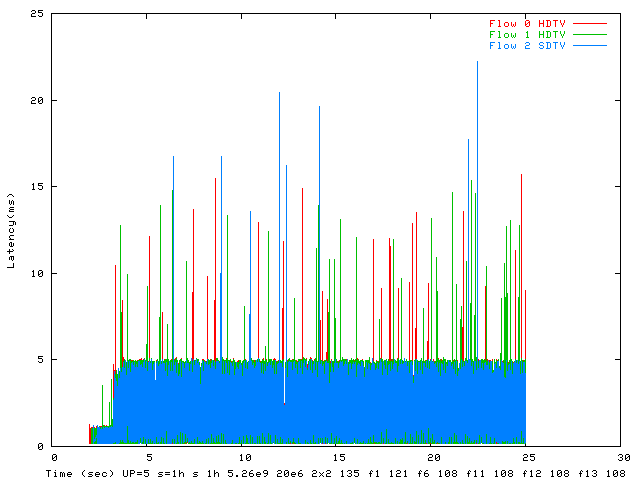 25
Flow 0 HDTV
Flow 1 HDTV
Flow 2 SDTV
20
15
Latency(ms)
10
5
0
0 5 10 15 20 25 30
Time (sec) UP=5 s=1h s 1h 5.26e9 20e6 2x2 135 f1 121 f6 108 f11 108 f12 108 f13 108